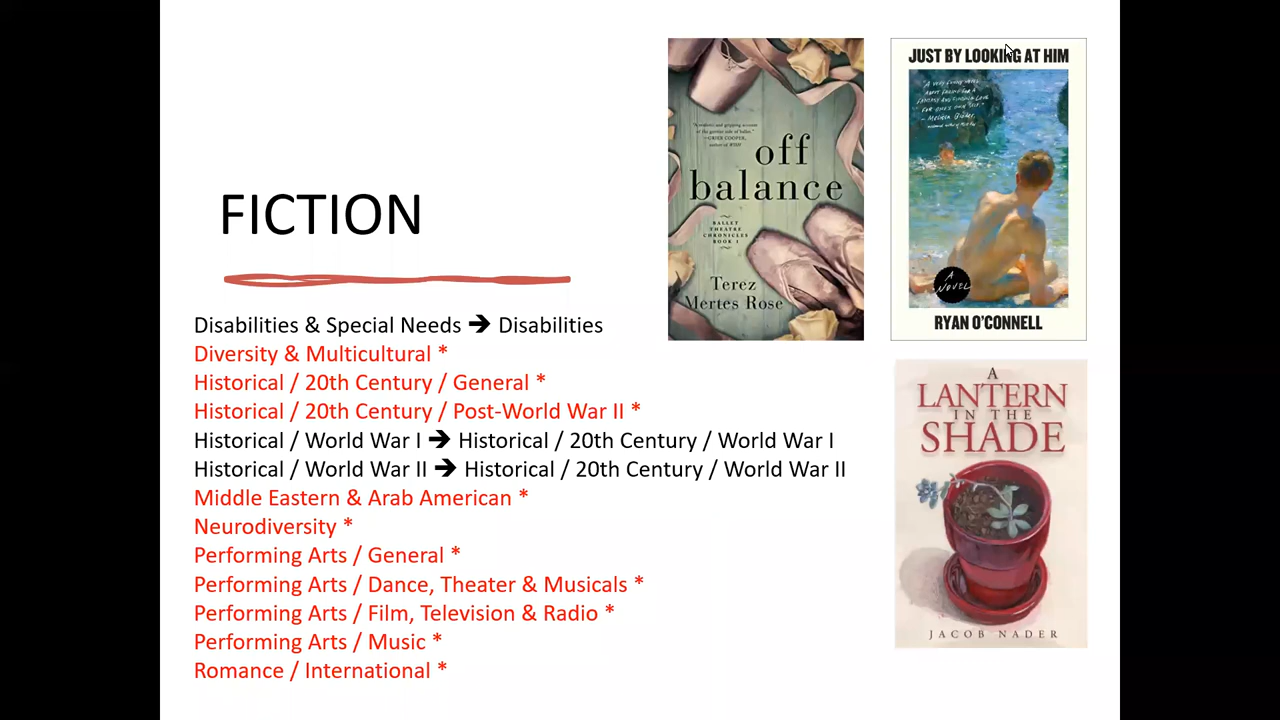 FICTION
Disabilities & Special Needs ➔ Disabilities
Diversity & Multicultural *
Historical / 20th Century / General *
Historical / 20th Century / Post-World War II *
Historical / World War I ➔ Historical / 20th Century / World War I
Historical / World War II ➔ Historical / 20th Century / World War II
Middle Eastern & Arab American *
Neurodiversity *
Performing Arts / General *
Performing Arts / Dance, Theater & Musicals *
Performing Arts / Film, Television & Radio *
Performing Arts / Music *
Romance / International *
off
balance
BALLET
THEATRE
CHRONICLES
BOOK 1
Terez
Mertes Rose
JUST BY LOOKING AT HIM
"A VERY FUNNY NOVEL
A
NOVEL
RYAN O'CONNELL
A
LANTERN
IN THE
SHADE
JACOB NADER